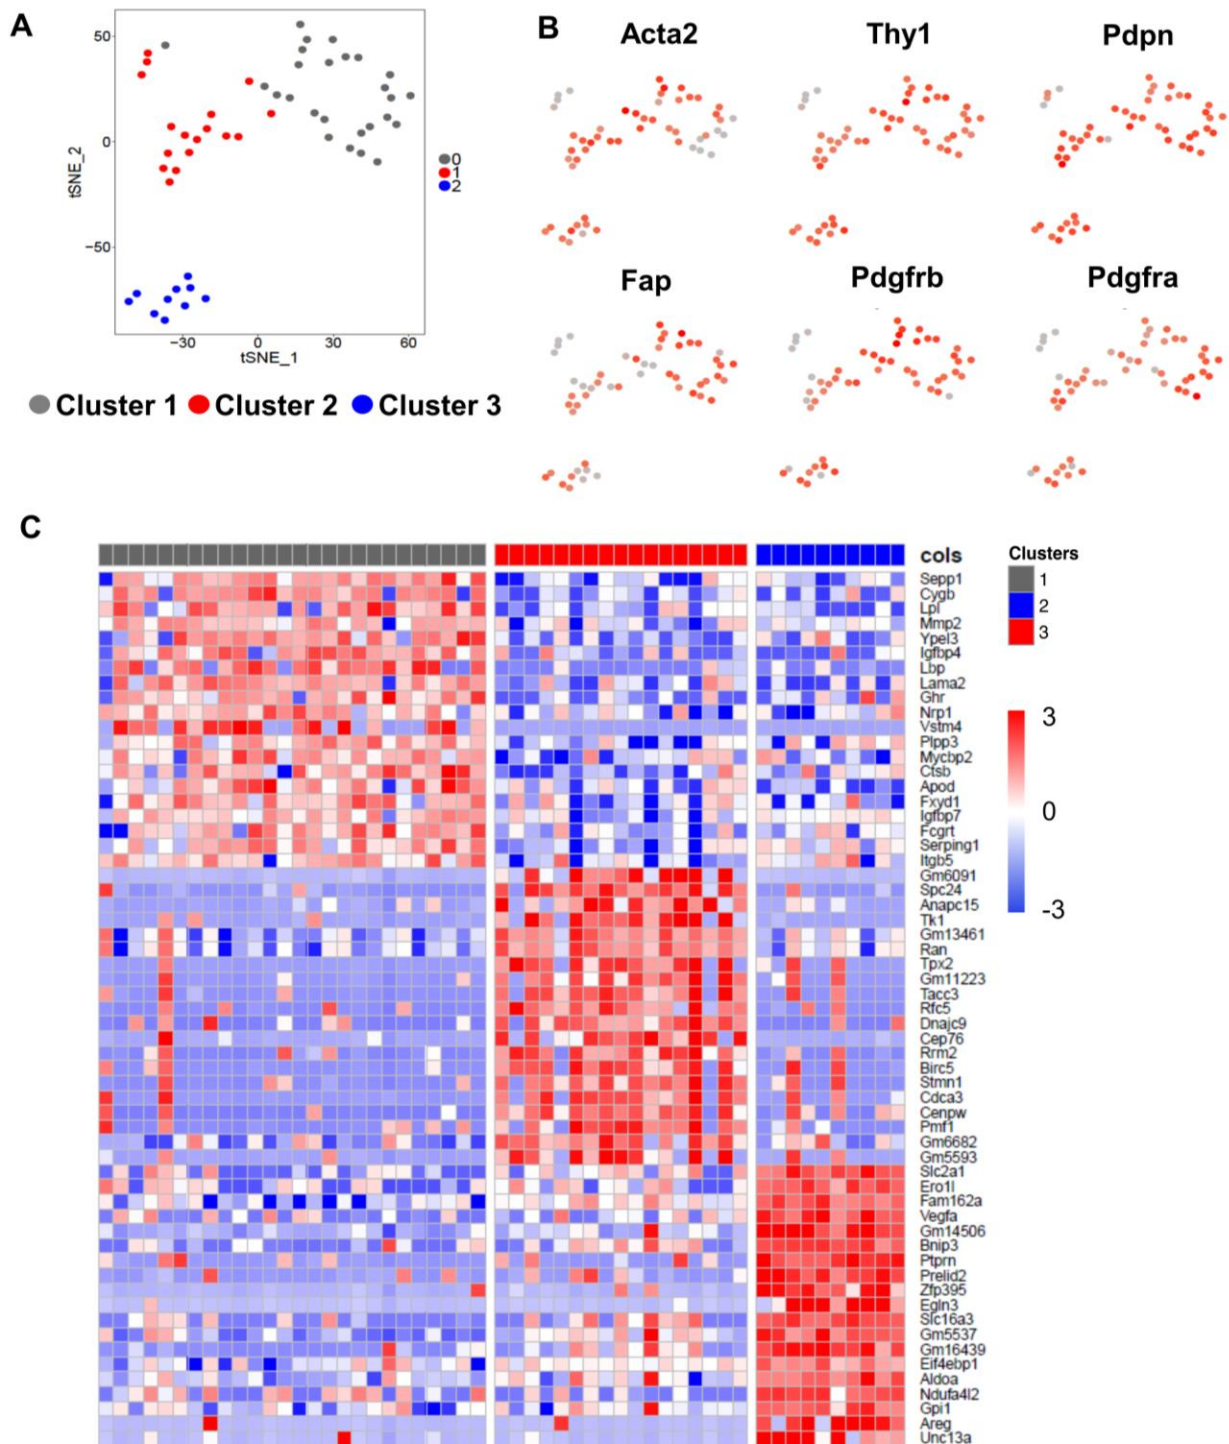 A
50
0
−50
tSNE_2
−30
0
30
60
tSNE_1
0
1
2
Cluster 1
Cluster 2
Cluster 3
B
Acta2
Thy1
Pdpn
Fap
Pdgfrb
Pdgfra
C
cols
Sepp1
Cygb
Lpl
Mmp2
Ypel3
Igfbp4
Lbp
Lama2
Ghr
Nrp1
Vstm4
Plpp3
Mycbp2
Ctsb
Apod
Fxyd1
Igfbp7
Fcgrt
Serping1
Itgb5
Gm6091
Spc24
Anapc15
Tk1
Gm13461
Ran
Tpx2
Gm11223
Tacc3
Rfc5
Dnajc9
Cep76
Rrm2
Birc5
Stmn1
Cdca3
Cenpw
Pmf1
Gm6682
Gm5593
Slc2a1
Ero1l
Fam162a
Vegfa
Gm14506
Bnip3
Ptprn
Prelid2
Zfp395
Egln3
Slc16a3
Gm5537
Gm16439
Eif4ebp1
Aldoa
Ndufa4l2
Gpi1
Areg
Unc13a
Clusters
1
2
3
3
0
-3